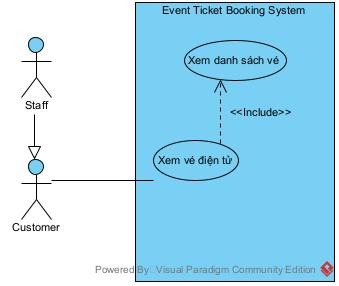 Event Ticket Booking System
Xem danh sách vé
Staff
<<Include>>
Xem vé điện tử
Customer
Powered By: Visual Paradigm Community Edition